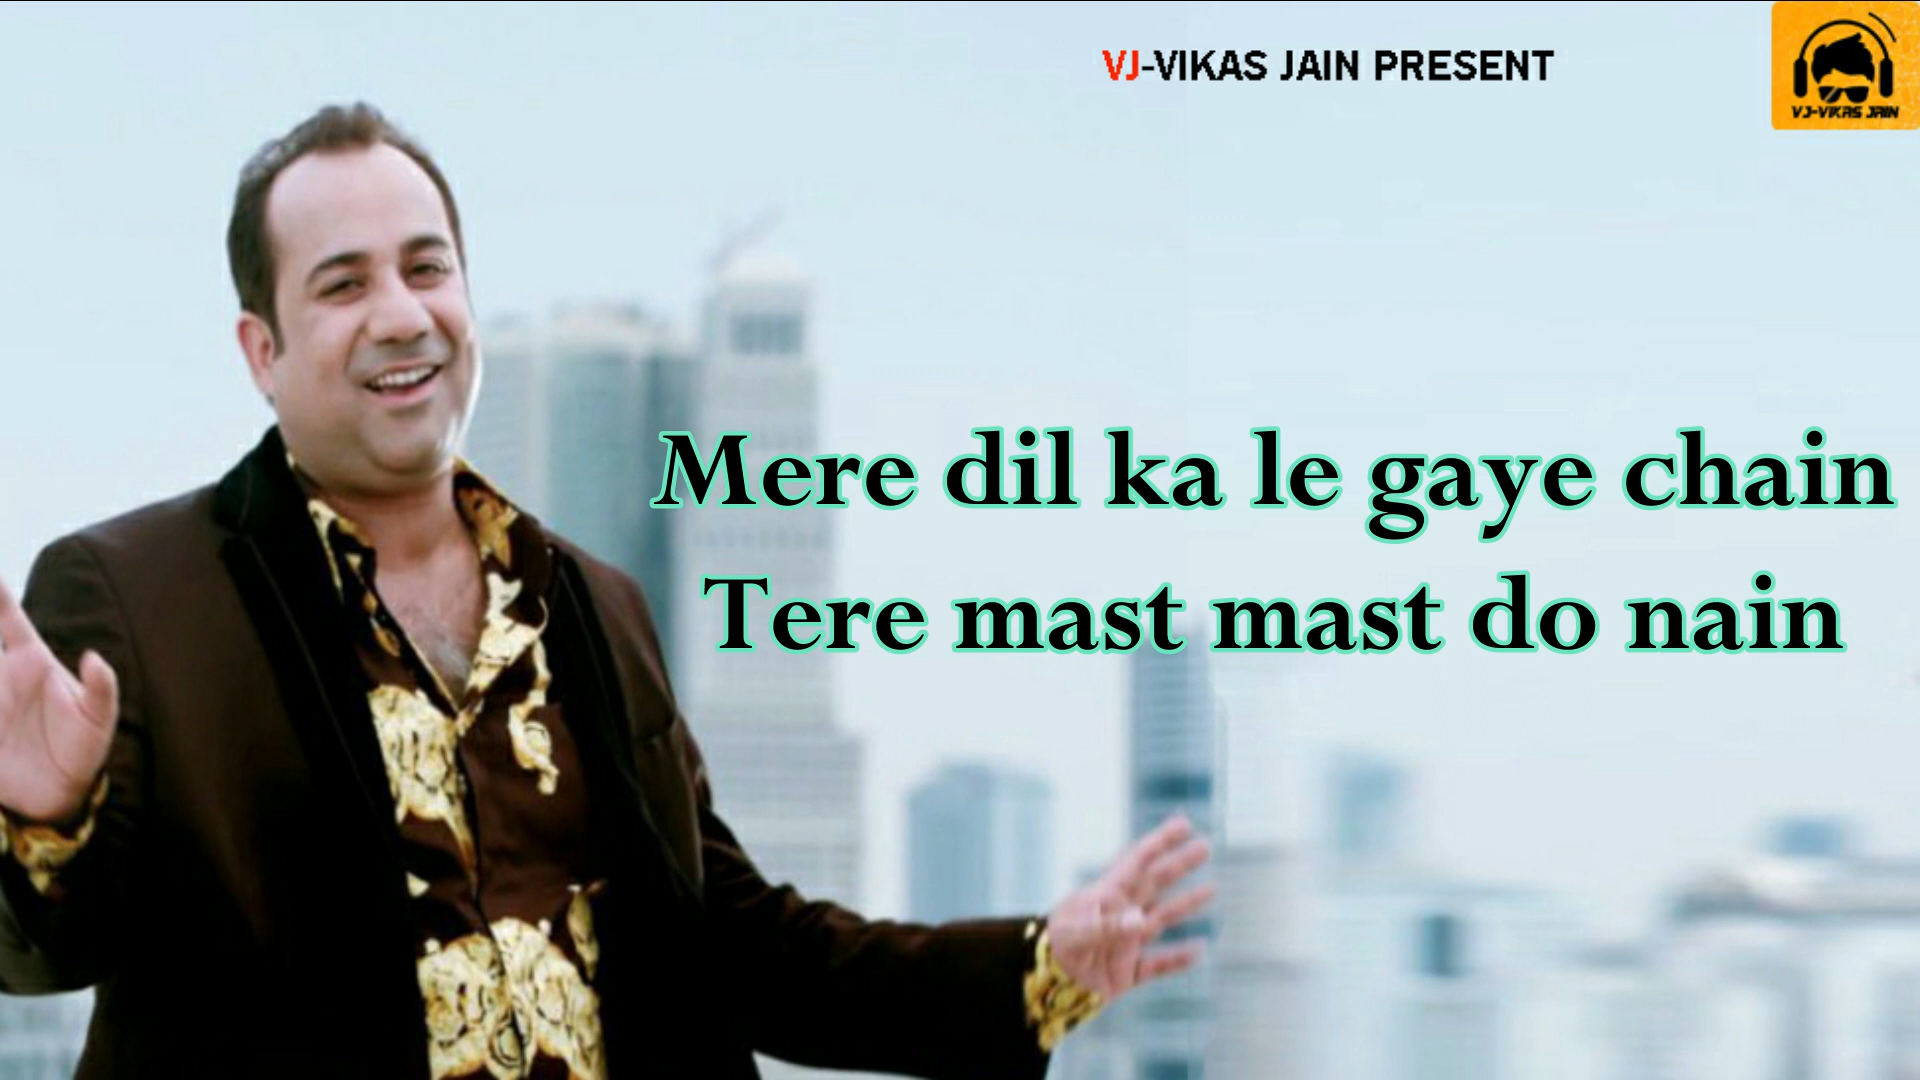 VJ-VIKAS JAIN PRESENT
VJ-VIKAS JAIN
Mere dil ka le gaye chain
Tere mast mast do nain